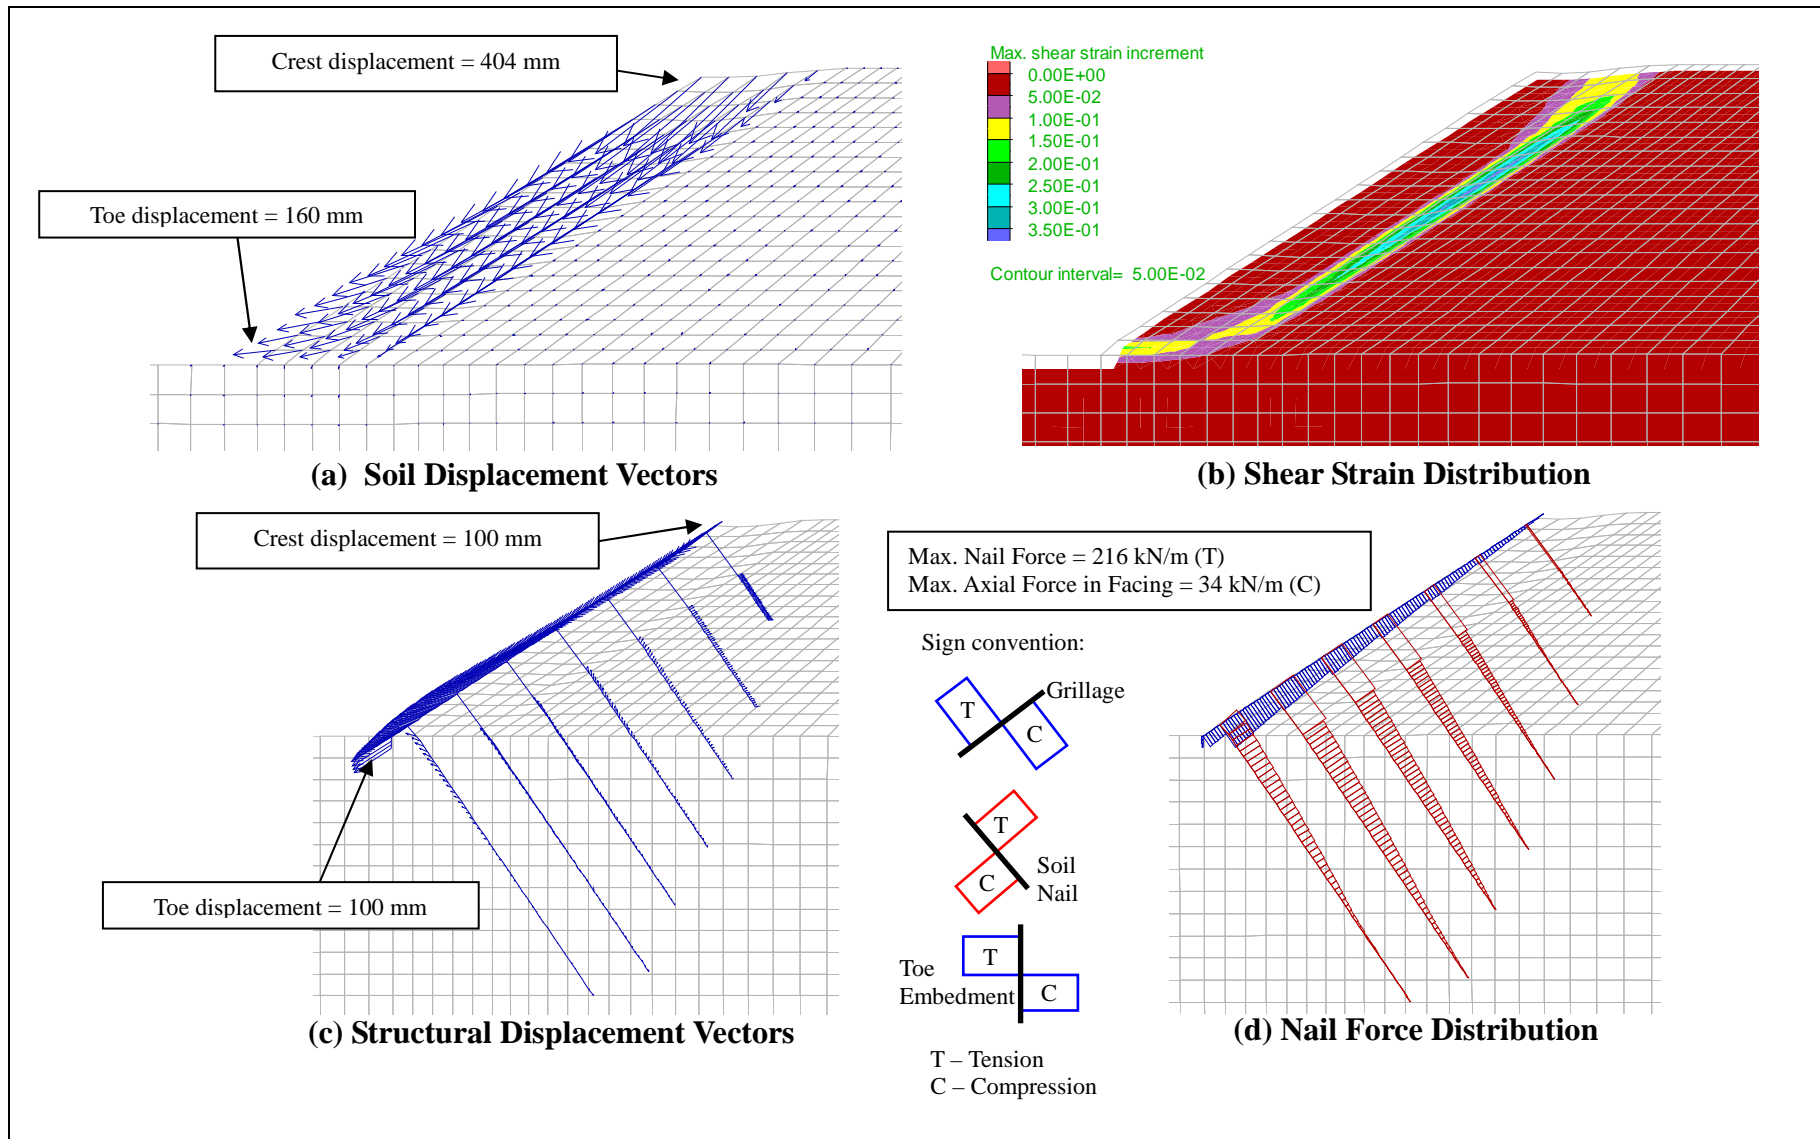 Crest displacement = 404 mm
Toe displacement = 160 mm
(a) Soil Displacement Vectors
Max. shear strain increment
0.00E+00
5.00E-02
1.00E-01
1.50E-01
2.00E-01
2.50E-01
3.00E-01
3.50E-01
Contour interval= 5.00E-02
(b) Shear Strain Distribution
Crest displacement = 100 mm
Toe displacement = 100 mm
(c) Structural Displacement Vectors
Max. Nail Force = 216 kN/m (T)
Max. Axial Force in Facing = 34 kN/m (C)
Sign convention:
Grillage
T
C
T
C
Soil
Nail
T
C
Toe
Embedment
T – Tension
C – Compression
(d) Nail Force Distribution